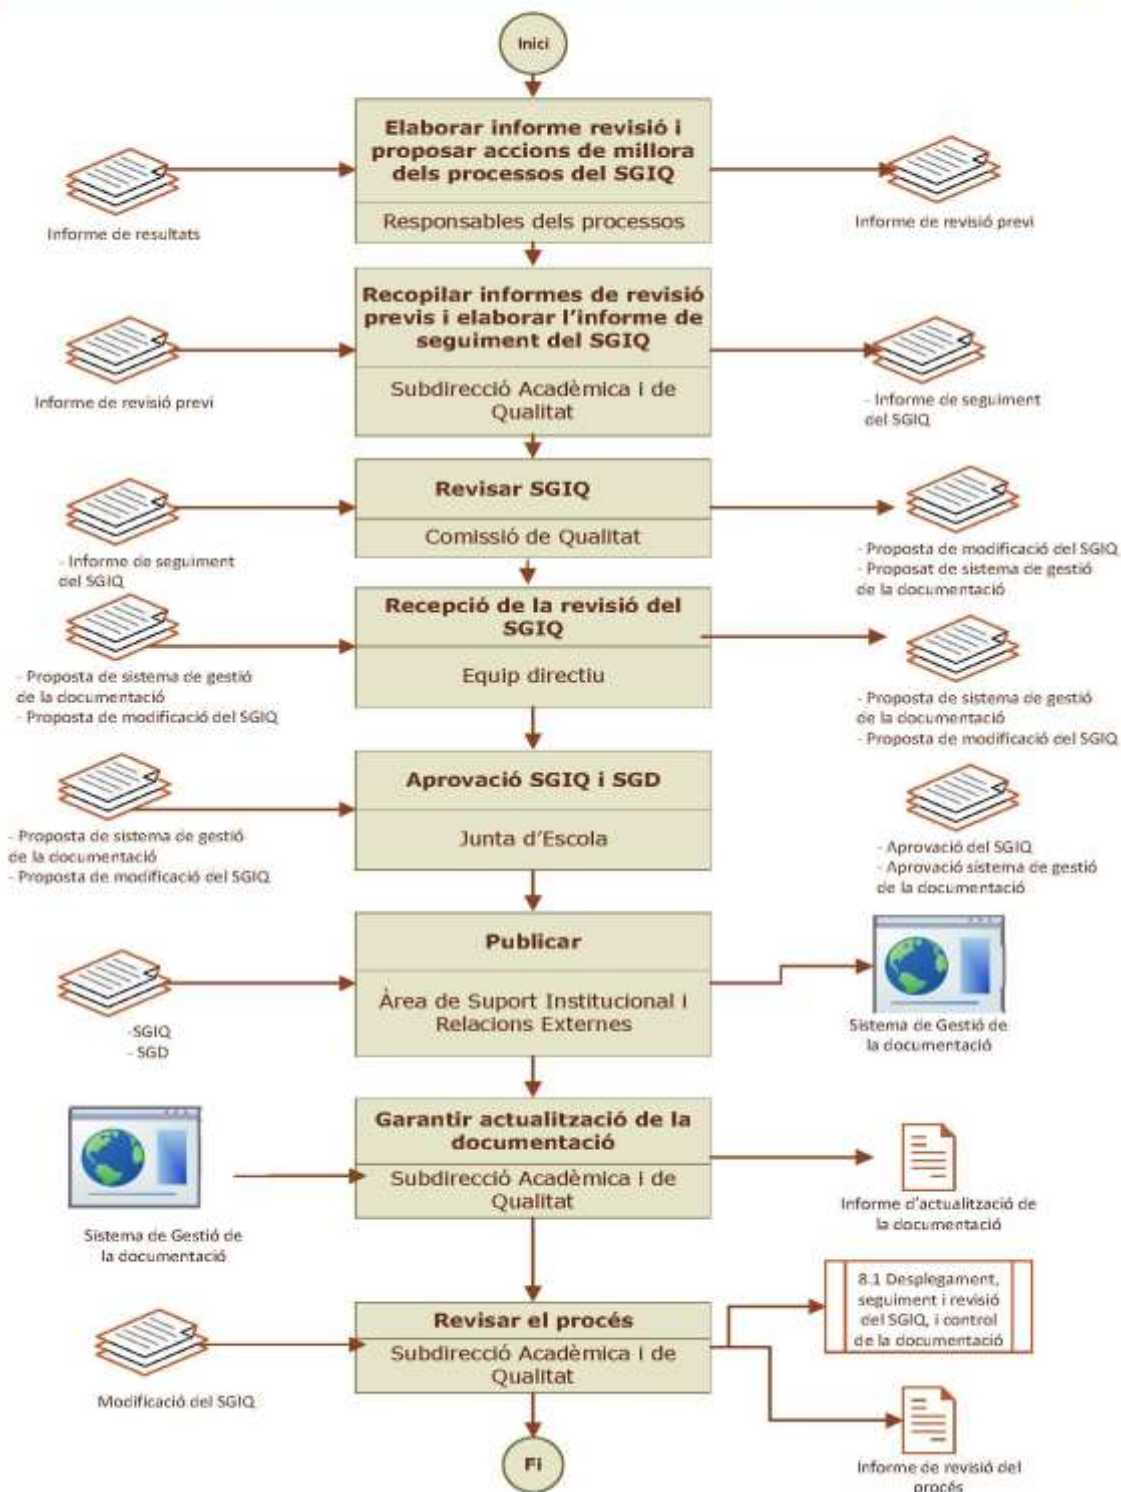 Inici
Elaborar informe revisió i
proposar accions de millora
dels processos del SGIQ
Responsables dels processos
Informe de resultats
Informe de revisió previ
Recopilar informes de revisió
previs i elaborar l'informe de
seguiment del SGIQ
Subdirecció Acadèmica i de
Qualitat
Informe de revisió previ
- Informe de seguiment
del SGIQ
Revisar SGIQ
Comissió de Qualitat
- Informe de seguiment
del SGIQ
- Proposta de modificació del SGIQ
- Proposat de sistema de gestió
de la documentació
Recepció de la revisió del
SGIQ
Equip directiu
- Proposta de sistema de gestió
de la documentació
- Proposta de modificació del SGIQ
- Proposta de sistema de gestió
de la documentació
- Proposta de modificació del SGIQ
Aprovació SGIQ i SGD
Junta d'Escola
- Proposta de sistema de gestió
de la documentació
- Proposta de modificació del SGIQ
- Aprovació del SGIQ
- Aprovació sistema de gestió
de la documentació
Publicar
Àrea de Suport Institucional i
Relacions Externes
-SGIQ
- SGD
Sistema de Gestió de
la documentació
Garantir actualització de la
documentació
Subdirecció Acadèmica i de
Qualitat
Sistema de Gestió de
la documentació
Informe d'actualització de
la documentació
Revisar el procés
Subdirecció Acadèmica i de
Qualitat
Modificació del SGIQ
8.1 Desplegament,
seguiment i revisió
del SGIQ, i control
de la documentació
Informe de revisió del
procés
Fi